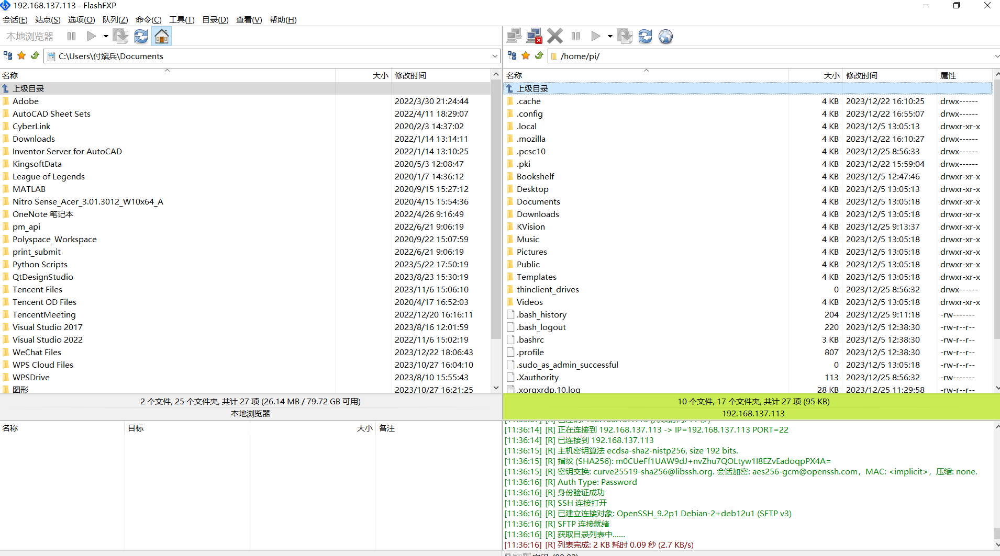 192.168.137.113 - FlashFXP
会话(E) 站点(S) 选项(O) 队列(Z) 命令(C) 工具(T) 目录(D) 查看(V) 帮助(H)
本地浏览器
C:\Users\付斌兵\Documents
名称 大小 修改时间
上级目录
Adobe 2022/3/30 21:24:44
AutoCAD Sheet Sets 2022/4/11 18:29:07
CyberLink 2020/2/3 14:37:02
Downloads 2022/1/14 13:14:11
Inventor Server for AutoCAD 2022/1/14 13:10:25
KingsoftData 2020/5/3 12:08:47
League of Legends 2020/1/7 14:36:12
MATLAB 2020/9/15 15:27:12
Nitro Sense_Acer_3.01.3012_W10x64_A 2020/4/15 15:54:36
OneNote 笔记本 2022/4/26 9:16:49
pm_api 2022/6/21 9:06:19
Polyspace_Workspace 2020/9/22 15:07:59
print_submit 2022/6/21 9:06:19
Python Scripts 2023/5/22 17:50:19
QtDesignStudio 2023/8/23 15:30:19
Tencent Files 2023/11/6 15:06:10
Tencent OD Files 2020/4/17 16:52:03
TencentMeeting 2022/12/20 16:16:11
Visual Studio 2017 2023/8/16 12:01:59
Visual Studio 2022 2022/11/6 15:02:19
WeChat Files 2023/12/22 18:06:43
WPS Cloud Files 2023/10/27 16:04:10
WPSDrive 2023/8/10 15:55:43
图形 2023/10/27 16:21:25
2 个文件, 25 个文件夹, 共计 27 项 (26.14 MB / 79.72 GB 可用)
本地浏览器
名称 目标 大小 备注
/home/pi/
名称 大小 修改时间 属性
上级目录
.cache 4 KB 2023/12/22 16:10:25 drwx------
.config 4 KB 2023/12/22 16:55:07 drwx------
.local 4 KB 2023/12/5 13:05:13 drwxr-xr-x
.mozilla 4 KB 2023/12/22 16:10:27 drwx------
.pcsc10 4 KB 2023/12/25 8:56:33 drwx------
.pki 4 KB 2023/12/22 15:59:04 drwx------
Bookshelf 4 KB 2023/12/5 12:47:46 drwxr-xr-x
Desktop 4 KB 2023/12/5 13:05:13 drwxr-xr-x
Documents 4 KB 2023/12/5 13:05:18 drwxr-xr-x
Downloads 4 KB 2023/12/5 13:05:18 drwxr-xr-x
KVision 4 KB 2023/12/25 9:13:37 drwxr-xr-x
Music 4 KB 2023/12/5 13:05:18 drwxr-xr-x
Pictures 4 KB 2023/12/5 13:05:18 drwxr-xr-x
Public 4 KB 2023/12/5 13:05:18 drwxr-xr-x
Templates 4 KB 2023/12/5 13:05:18 drwxr-xr-x
thinclient_drives 0 2023/12/25 8:56:32 drwx------
Videos 4 KB 2023/12/5 13:05:18 drwxr-xr-x
.bash_history 204 2023/12/25 9:11:18 -rw-------
.bash_logout 220 2023/12/5 12:38:30 -rw-r--r--
.bashrc 3 KB 2023/12/5 12:38:30 -rw-r--r--
.profile 807 2023/12/5 12:38:30 -rw-r--r--
.sudo_as_admin_successful 0 2023/12/5 13:05:18 -rw-r--r--
.Xauthority 113 2023/12/25 8:56:32 -rw-------
.xorgxrdp.10.log 28 KB 2023/12/25 11:29:58 -rw-r--r--
10 个文件, 17 个文件夹, 共计 27 项 (95 KB)
192.168.137.113
[11:36:14] [R] 正在连接到 192.168.137.113 -> IP=192.168.137.113 PORT=22
[11:36:14] [R] 已连接到 192.168.137.113
[11:36:15] [R] 主机密钥算法 ecdsa-sha2-nistp256, size 192 bits.
[11:36:15] [R] 指纹 (SHA256): m0CUeFf1UAW9dJ+nvZhu7QOLtyw1I8EZvEadoqpPX4A=
[11:36:15] [R] 密钥交换: curve25519-sha256@libssh.org. 会话加密: aes256-gcm@openssh.com，MAC: <implicit>，压缩: none.
[11:36:16] [R] Auth Type: Password
[11:36:16] [R] 身份验证成功
[11:36:16] [R] SSH 连接打开
[11:36:16] [R] 已建立连接对象: OpenSSH_9.2p1 Debian-2+deb12u1 (SFTP v3)
[11:36:16] [R] SFTP 连接就绪
[11:36:16] [R] 获取目录列表中......
[11:36:16] [R] 列表完成: 2 KB 耗时 0.09 秒 (2.7 KB/s)